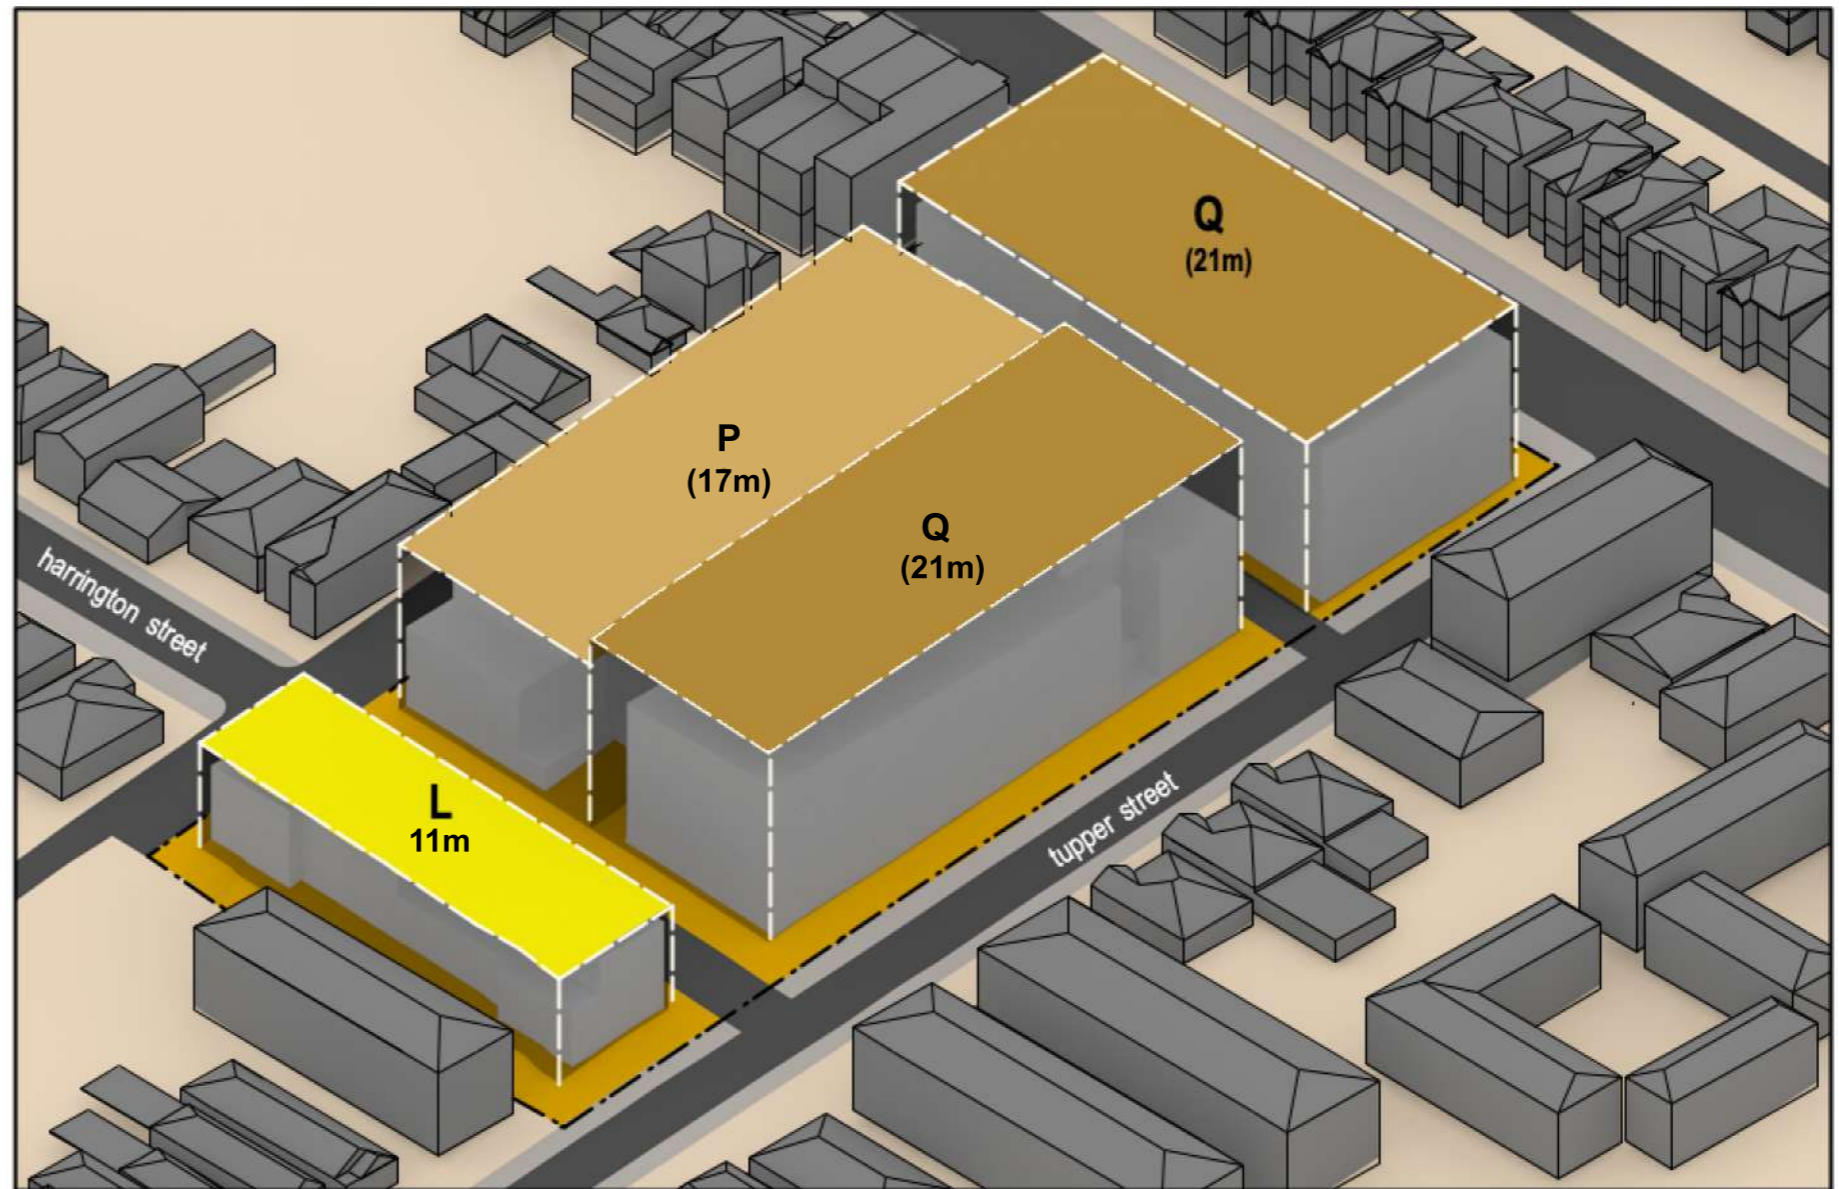 Q
(21m)
P
(17m)
Q
(21m)
harrington street
L
11m
tupper street